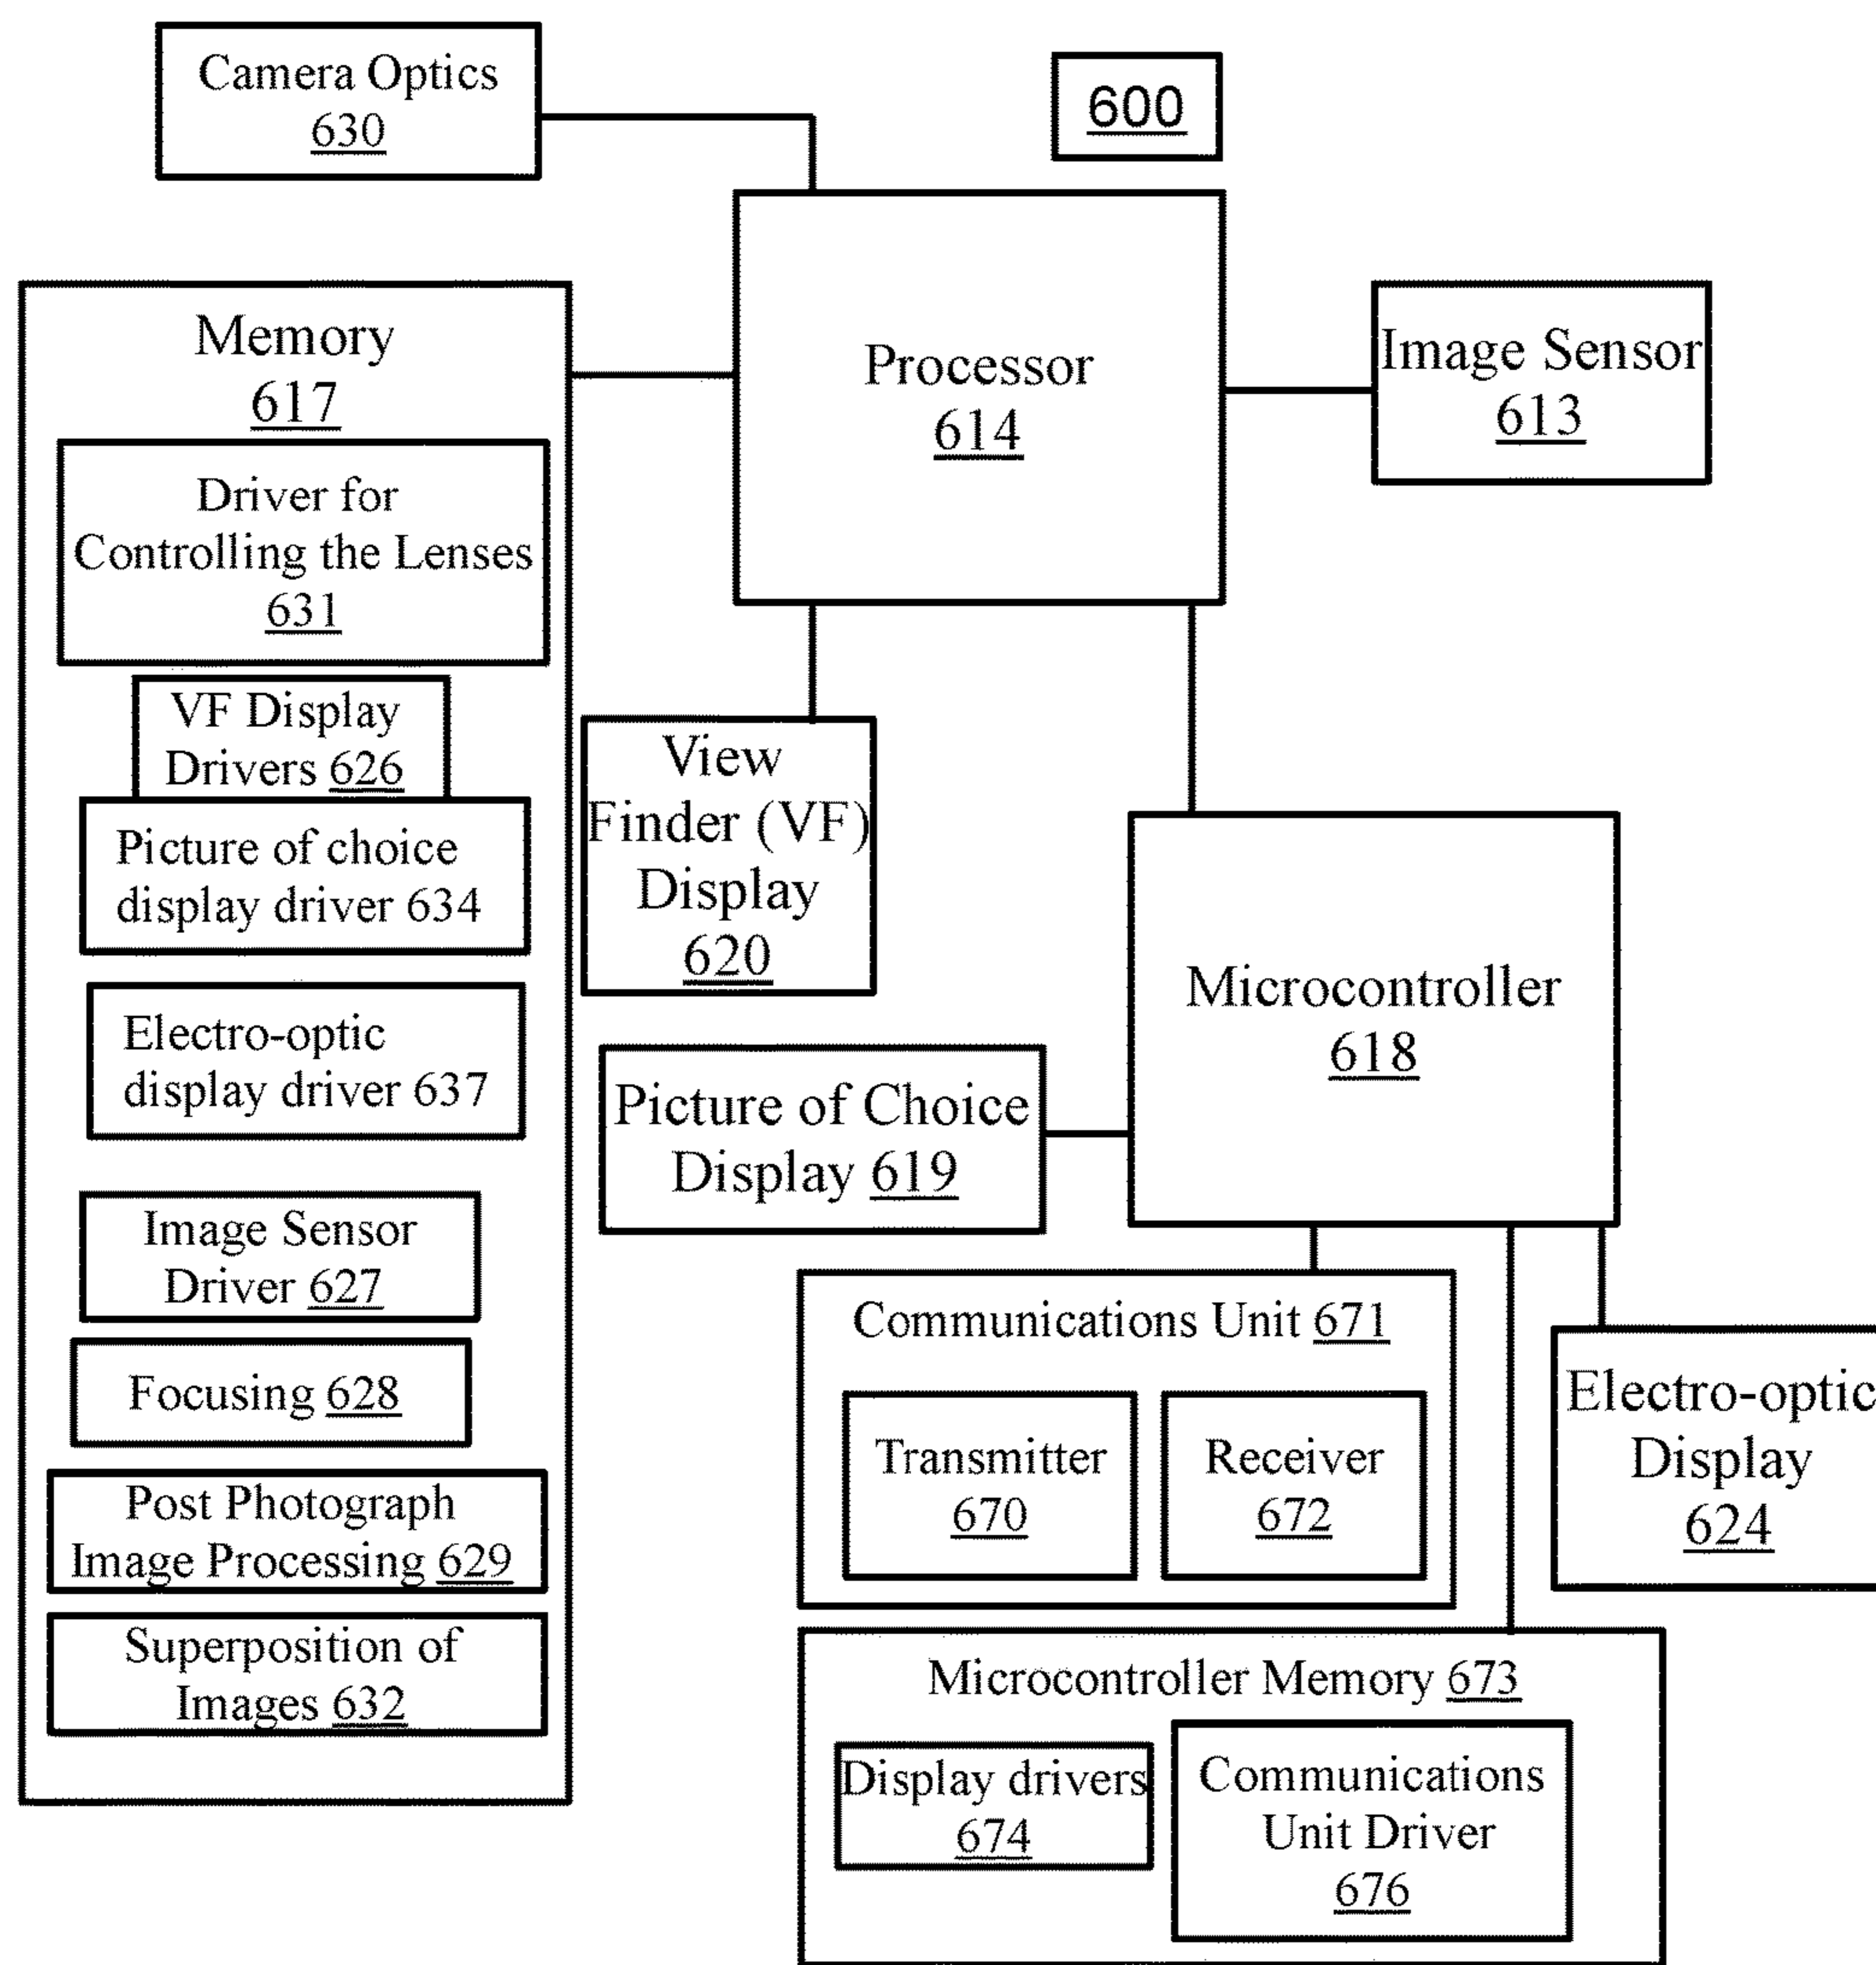 Camera Optics
630
600
Processor
614
Image Sensor
613
Memory
617
Driver for
Controlling the Lenses
631
VF Display
Drivers 626
Picture of choice
display driver 634
Electro-optic
display driver 637
Image Sensor
Driver 627
Focusing 628
Post Photograph
Image Processing 629
Superposition of
Images 632
View
Finder (VF)
Display
620
Microcontroller
618
Picture of Choice
Display 619
Communications Unit 671
Transmitter
670
Receiver
672
Electro-optic
Display
624
Microcontroller Memory 673
Display drivers
674
Communications
Unit Driver
676